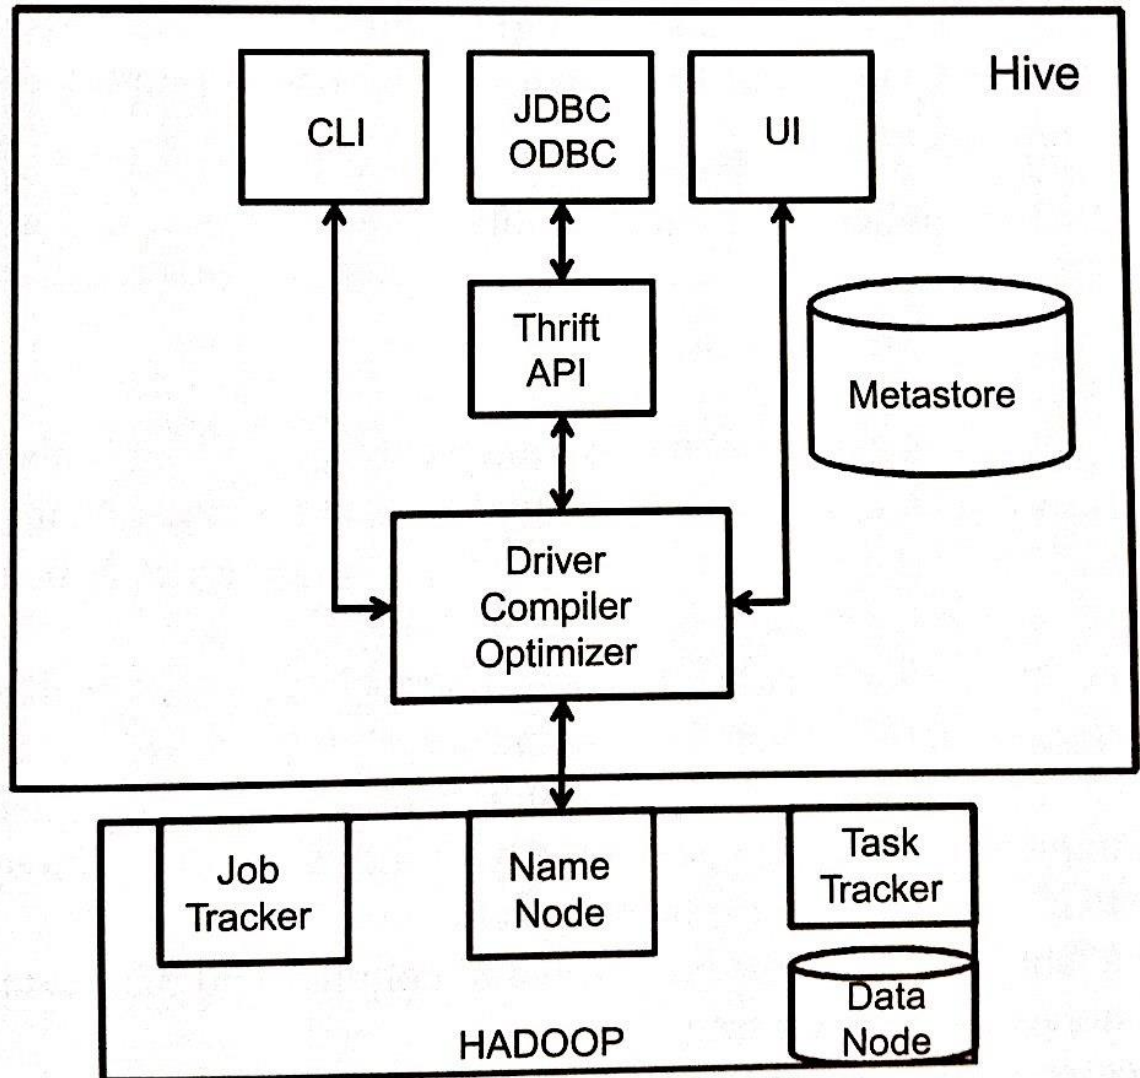 Hive
CLI
JDBC
ODBC
UI
Thrift
API
Metastore
Driver
Compiler
Optimizer
Job
Tracker
Name
Node
Task
Tracker
Data
Node
HADOOP